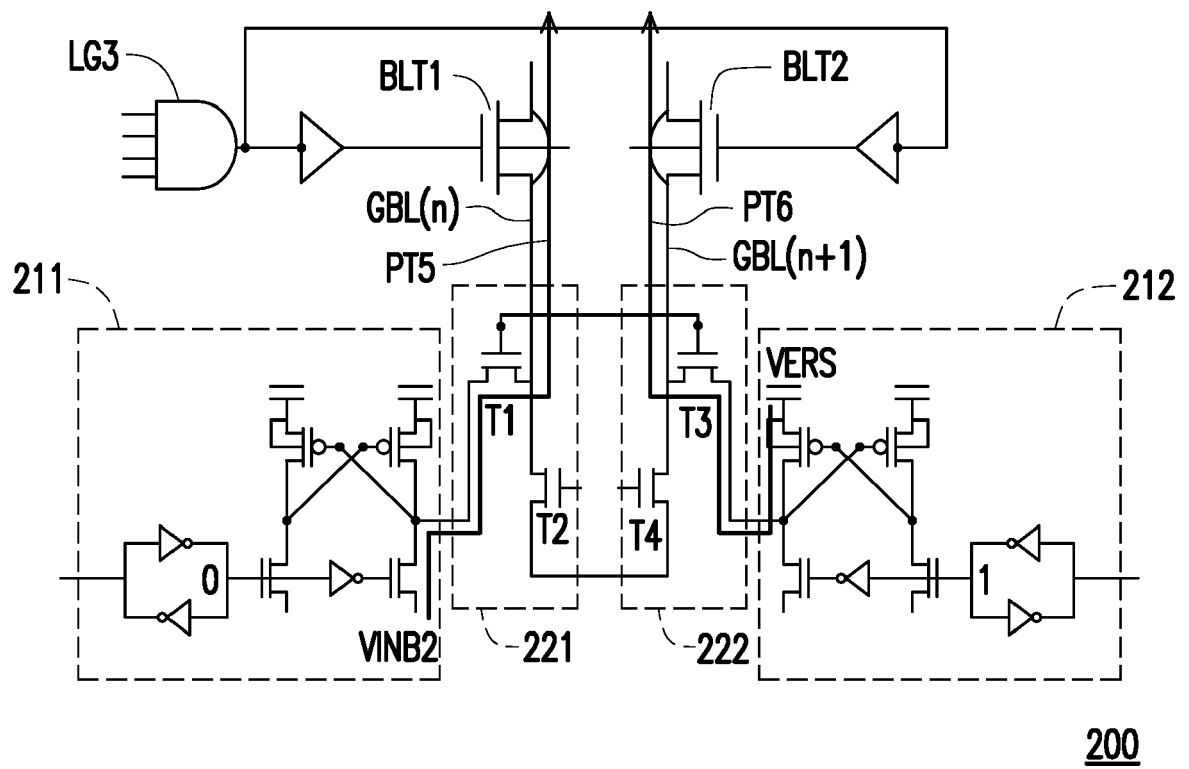 LG3
BLT1
BLT2
GBL(n)
PT6
PT5
GBL(n+1)
211
212
VERS
T1
T3
T2
T4
0
1
VINB2
221
222
200